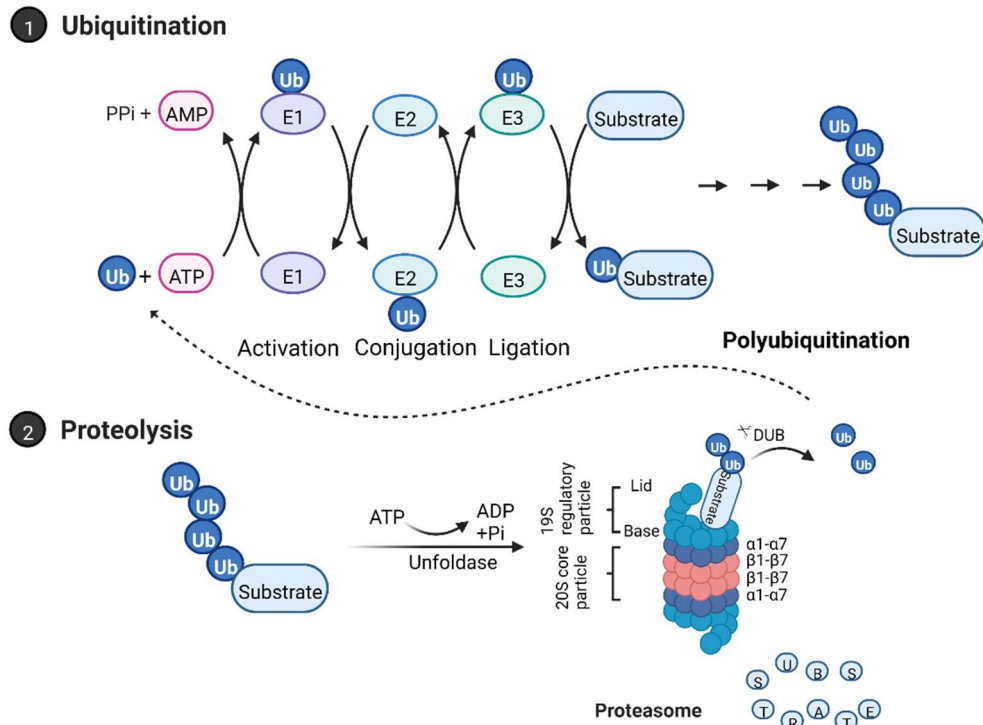 1 Ubiquitination
Ub Ub
PPi + AMP E1 E2 E3 Substrate
Ub
Ub
Ub
Ub
Substrate
Ub + ATP E1 E2 E3 Ub Substrate
Ub
Activation Conjugation Ligation
Polyubiquitination
2 Proteolysis
Ub
Ub
Ub
Ub
Substrate
ATP ADP
+Pi
Unfoldase
19S
regulatory
particle
Lid
Base
20S core
particle
Ub
Ub
Substrate
DUB
Ub
Ub
α1-α7
β1-β7
β1-β7
α1-α7
S U B S
T R A T E
Proteasome